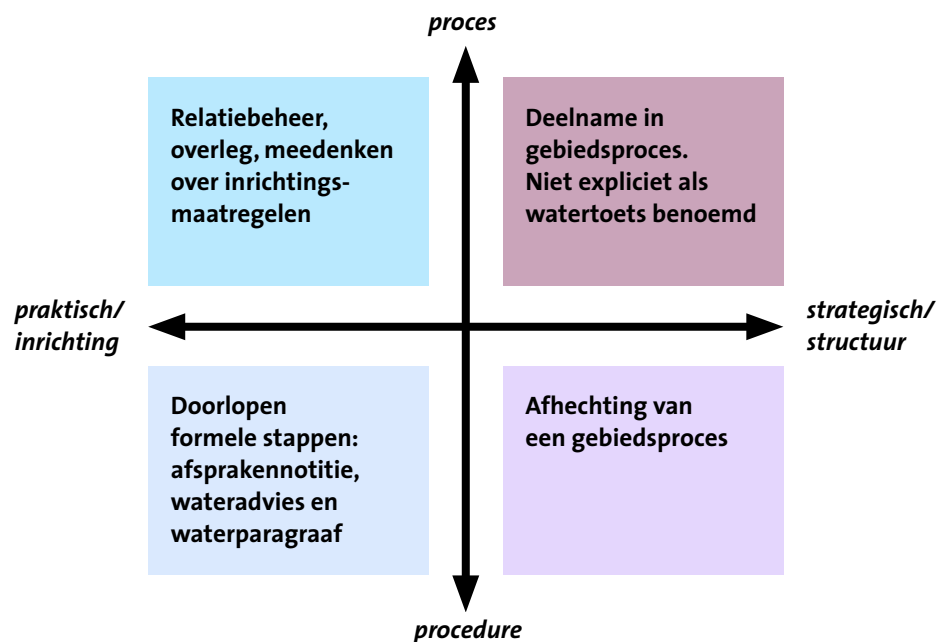 proces
Relatiebeheer,
overleg, meedenken
over inrichtings-
maatregelen
Deelname in
gebiedsproces.
Niet expliciet als
watertoets benoemd
praktisch/
inrichting
strategisch/
structuur
Doorlopen
formele stappen:
afsprakennotitie,
wateradvies en
waterparagraaf
Afhechting van
een gebiedsproces
procedure